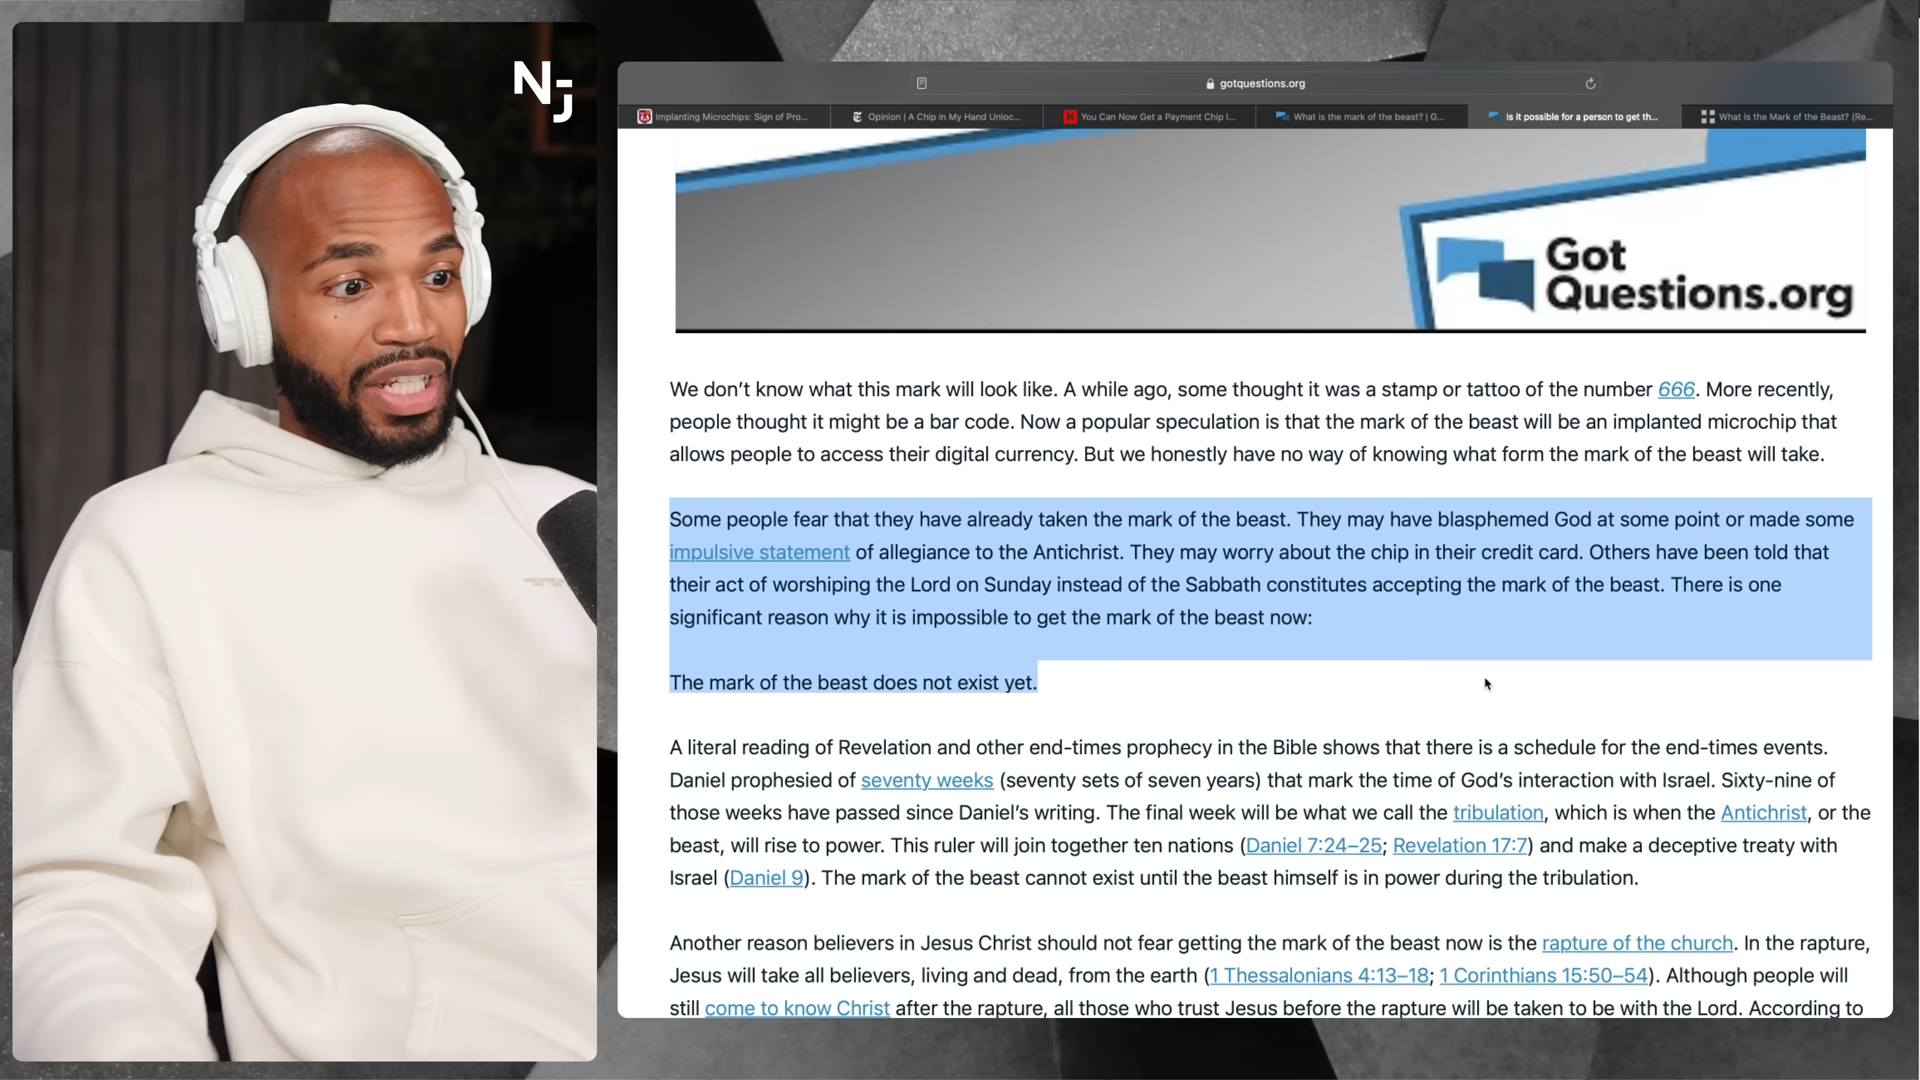 NJ
gotquestions.org
Implanting Microchips: Sign of Pro...
Opinion | A Chip in My Hand Unloc...
You Can Now Get a Payment Chip I...
What is the mark of the beast? | G...
Is it possible for a person to get th...
What Is the Mark of the Beast? (Re...
Got
Questions.org
We don’t know what this mark will look like. A while ago, some thought it was a stamp or tattoo of the number 666. More recently,
people thought it might be a bar code. Now a popular speculation is that the mark of the beast will be an implanted microchip that
allows people to access their digital currency. But we honestly have no way of knowing what form the mark of the beast will take.
Some people fear that they have already taken the mark of the beast. They may have blasphemed God at some point or made some
impulsive statement of allegiance to the Antichrist. They may worry about the chip in their credit card. Others have been told that
their act of worshiping the Lord on Sunday instead of the Sabbath constitutes accepting the mark of the beast. There is one
significant reason why it is impossible to get the mark of the beast now:
The mark of the beast does not exist yet.
A literal reading of Revelation and other end-times prophecy in the Bible shows that there is a schedule for the end-times events.
Daniel prophesied of seventy weeks (seventy sets of seven years) that mark the time of God’s interaction with Israel. Sixty-nine of
those weeks have passed since Daniel’s writing. The final week will be what we call the tribulation, which is when the Antichrist, or the
beast, will rise to power. This ruler will join together ten nations (Daniel 7:24–25; Revelation 17:7) and make a deceptive treaty with
Israel (Daniel 9). The mark of the beast cannot exist until the beast himself is in power during the tribulation.
Another reason believers in Jesus Christ should not fear getting the mark of the beast now is the rapture of the church. In the rapture,
Jesus will take all believers, living and dead, from the earth (1 Thessalonians 4:13–18; 1 Corinthians 15:50–54). Although people will
still come to know Christ after the rapture, all those who trust Jesus before the rapture will be taken to be with the Lord. According to